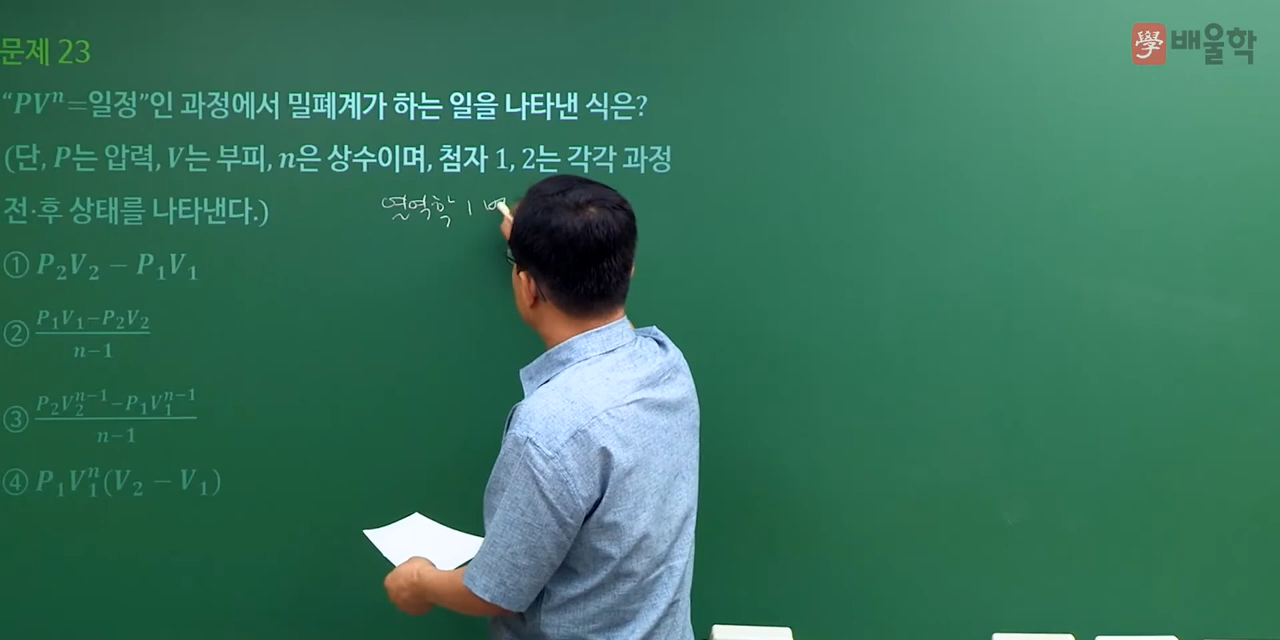 문제 23
學 배울학
“PVⁿ=일정”인 과정에서 밀폐계가 하는 일을 나타낸 식은?
(단, P는 압력, V는 부피, n은 상수이며, 첨자 1, 2는 각각 과정
전·후 상태를 나타낸다.)
열역학 1
① P₂V₂ − P₁V₁
② (P₁V₁−P₂V₂)/(n−1)
③ (P₂V₂ⁿ⁻¹−P₁V₁ⁿ⁻¹)/(n−1)
④ P₁V₁ⁿ(V₂ − V₁)